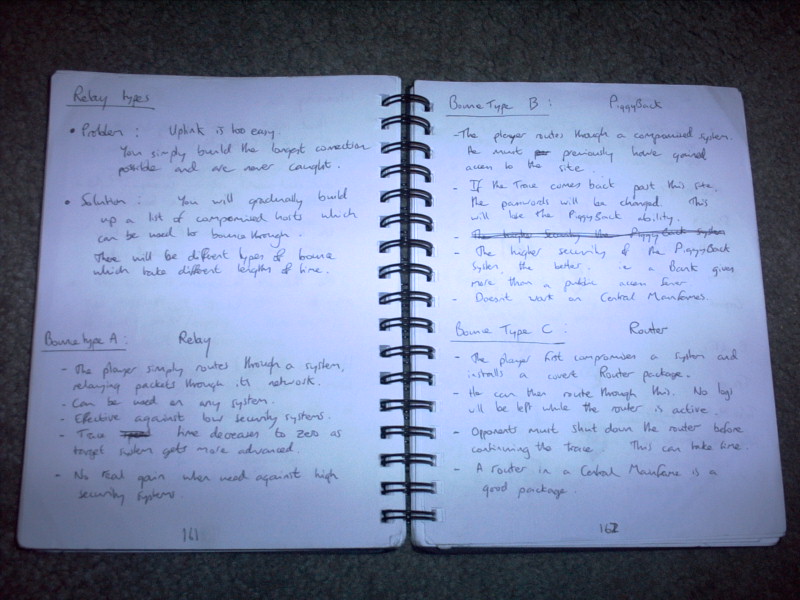 Relay types
• Problem : Uplink is too easy.
You simply build the longest connection
possible and are never caught.
• Solution : You will gradually build
up a list of compromised hosts which
can be used to bounce through.
There will be different types of bounce
which take different lengths of time.
Bounce type A : Relay
- The player simply routes through a system,
relaying packets through its network.
- Can be used on any system.
- Effective against low security systems.
- Trace time decreases to zero as
target system gets more advanced.
- No real gain when used against high
security systems.
161
Bounce Type B : PiggyBack
- The player routes through a compromised system.
He must previously have gained
access to the site.
- If the Trace comes back past this site,
the passwords will be changed. This
will lose the PiggyBack ability.
- The higher security the PiggyBack system
- The higher security of the PiggyBack
System, the better. ie a Bank gives
more than a public access server
- Doesnt work on Central Mainframes.
Bounce Type C : Router
- The player first compromises a system and
installs a covert Router package.
- He can then route through this. No logs
will be left while the router is active.
- Opponents must shut down the router before
continuing the Trace. This can take time.
- A router in a Central Mainframe is a
good package.
162